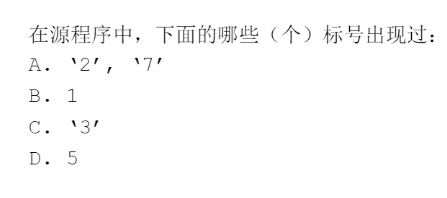 在源程序中，下面的哪些（个）标号出现过：
A. ‘2’, ‘7’
B. 1
C. ‘3’
D. 5